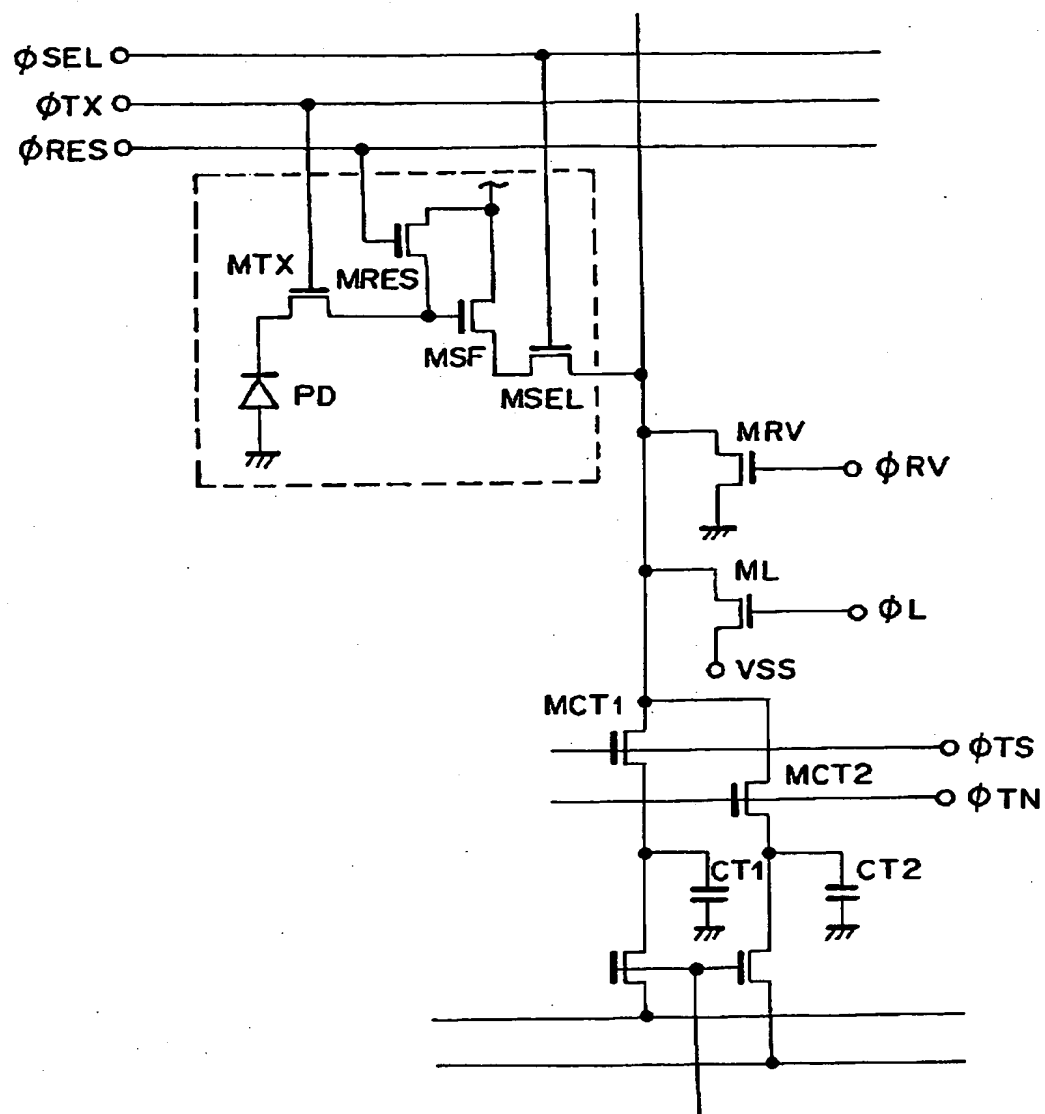 ϕSEL
ϕTX
ϕRES
MTX
MRES
MSF
MSEL
PD
MRV
ϕRV
ML
ϕL
VSS
MCT1
ϕTS
MCT2
ϕTN
CT1
CT2